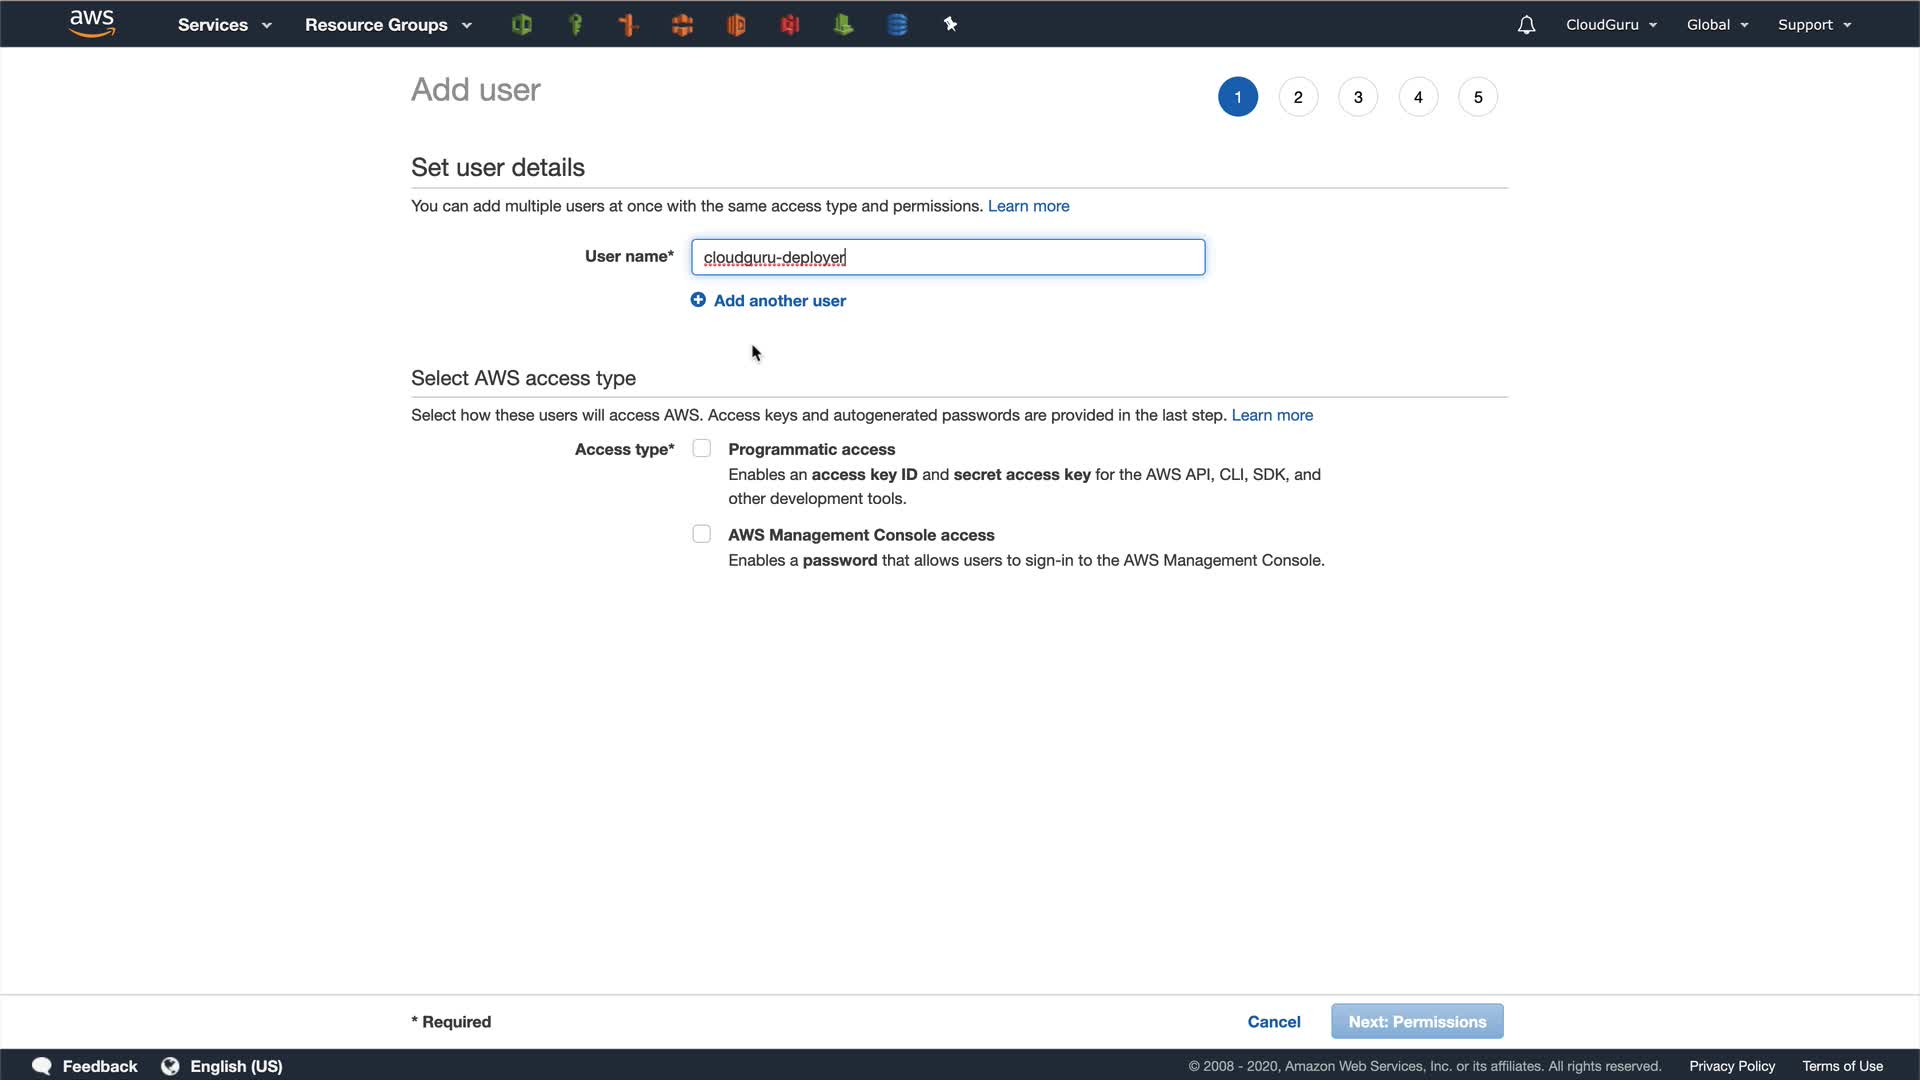 aws Services Resource Groups CloudGuru Global Support
Add user 1 2 3 4 5
Set user details
You can add multiple users at once with the same access type and permissions. Learn more
User name* cloudguru-deployer
Add another user
Select AWS access type
Select how these users will access AWS. Access keys and autogenerated passwords are provided in the last step. Learn more
Access type* Programmatic access
Enables an access key ID and secret access key for the AWS API, CLI, SDK, and
other development tools.
AWS Management Console access
Enables a password that allows users to sign-in to the AWS Management Console.
* Required Cancel Next: Permissions
Feedback English (US) © 2008 - 2020, Amazon Web Services, Inc. or its affiliates. All rights reserved. Privacy Policy Terms of Use